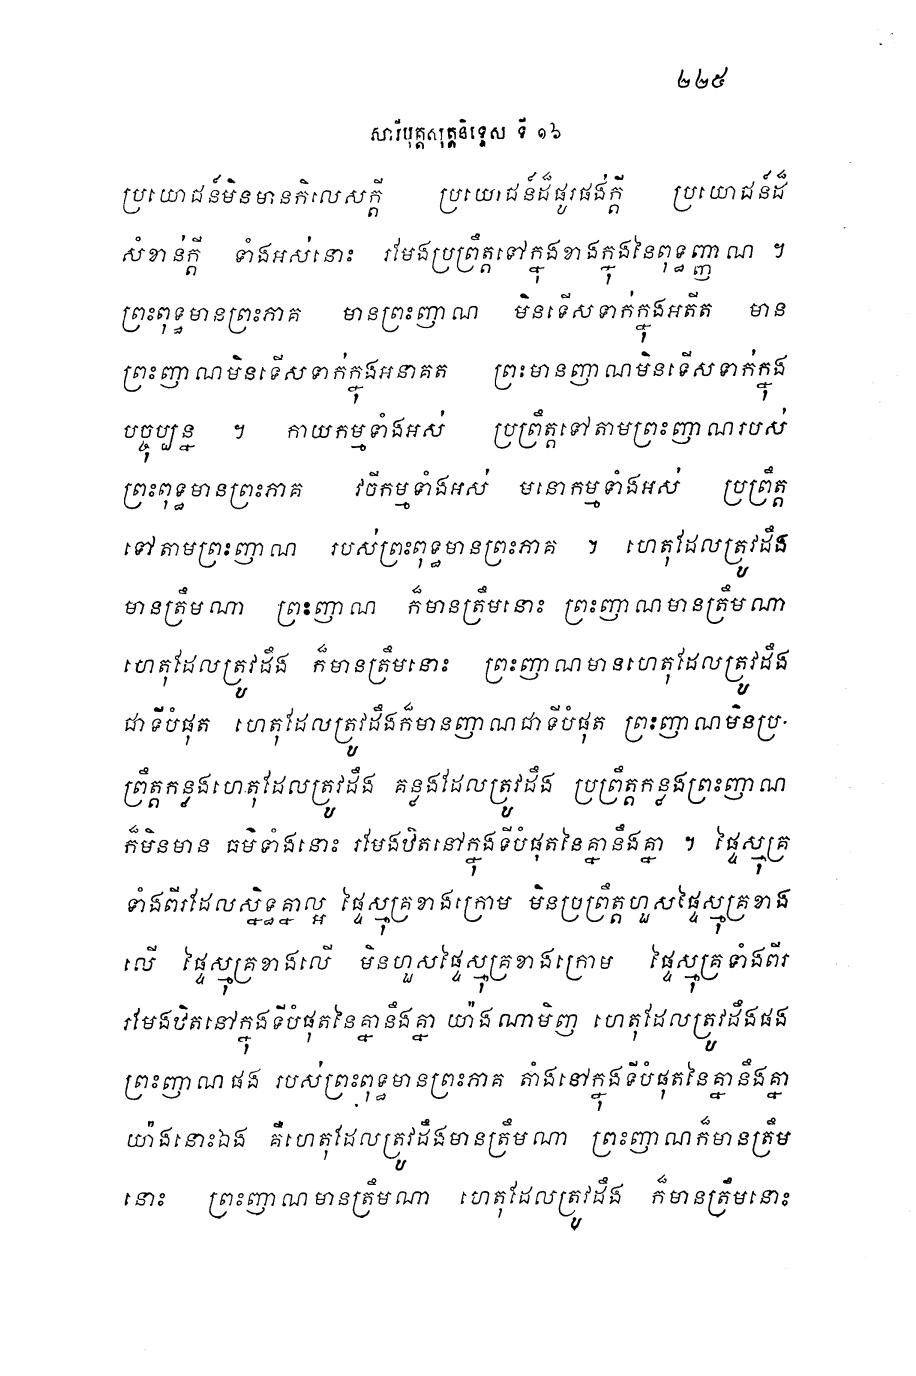 ២២៥
សារីបុត្តសុត្តនិទ្ទេស ទី ១៦
ប្រយោជន៍មិនមានកិលេសក្តី ប្រយោជន៍ដ៏ផូរផង់ក្តី ប្រយោជន៍ដ៏
សំខាន់ក្តី ទាំងអស់នោះ រមែងប្រព្រឹត្តទៅក្នុងខាងក្នុងនៃពុទ្ធញ្ញាណ ។
ព្រះពុទ្ធមានព្រះភាគ មានព្រះញាណ មិនទើសទាក់ក្នុងអតីត មាន
ព្រះញាណមិនទើសទាក់ក្នុងអនាគត ព្រះមានញាណមិនទើសទាក់ក្នុង
បច្ចុប្បន្ន ។ កាយកម្មទាំងអស់ ប្រព្រឹត្តទៅតាមព្រះញាណរបស់
ព្រះពុទ្ធមានព្រះភាគ វចីកម្មទាំងអស់ មនោកម្មទាំងអស់ ប្រព្រឹត្ត
ទៅតាមព្រះញាណ របស់ព្រះពុទ្ធមានព្រះភាគ ។ ហេតុដែលត្រូវដឹង
មានត្រឹមណា ព្រះញាណ ក៏មានត្រឹមនោះ ព្រះញាណមានត្រឹមណា
ហេតុដែលត្រូវដឹង ក៏មានត្រឹមនោះ ព្រះញាណមានហេតុដែលត្រូវដឹង
ជាទីបំផុត ហេតុដែលត្រូវដឹងក៏មានញាណជាទីបំផុត ព្រះញាណមិនប្រ-
ព្រឹត្តកន្លងហេតុដែលត្រូវដឹង គន្លងដែលត្រូវដឹង ប្រព្រឹត្តកន្លងព្រះញាណ
ក៏មិនមាន ធម៌ទាំងនោះ រមែងឋិតនៅក្នុងទីបំផុតនៃគ្នានឹងគ្នា ។ ផ្ទៃស្មុគ្រ
ទាំងពីរដែលស្និទ្ធគ្នាល្អ ផ្ទៃស្មុគ្រខាងក្រោម មិនប្រព្រឹត្តហួសផ្ទៃស្មុគ្រខាង
លើ ផ្ទៃស្មុគ្រខាងលើ មិនហួសផ្ទៃស្មុគ្រខាងក្រោម ផ្ទៃស្មុគ្រទាំងពីរ
រមែងឋិតនៅក្នុងទីបំផុតនៃគ្នានឹងគ្នា យ៉ាងណាមិញ ហេតុដែលត្រូវដឹងផង
ព្រះញាណផង របស់ព្រះពុទ្ធមានព្រះភាគ តាំងនៅក្នុងទីបំផុតនៃគ្នានឹងគ្នា
យ៉ាងនោះឯង គឺហេតុដែលត្រូវដឹងមានត្រឹមណា ព្រះញាណក៏មានត្រឹម
នោះ ព្រះញាណមានត្រឹមណា ហេតុដែលត្រូវដឹង ក៏មានត្រឹមនោះ